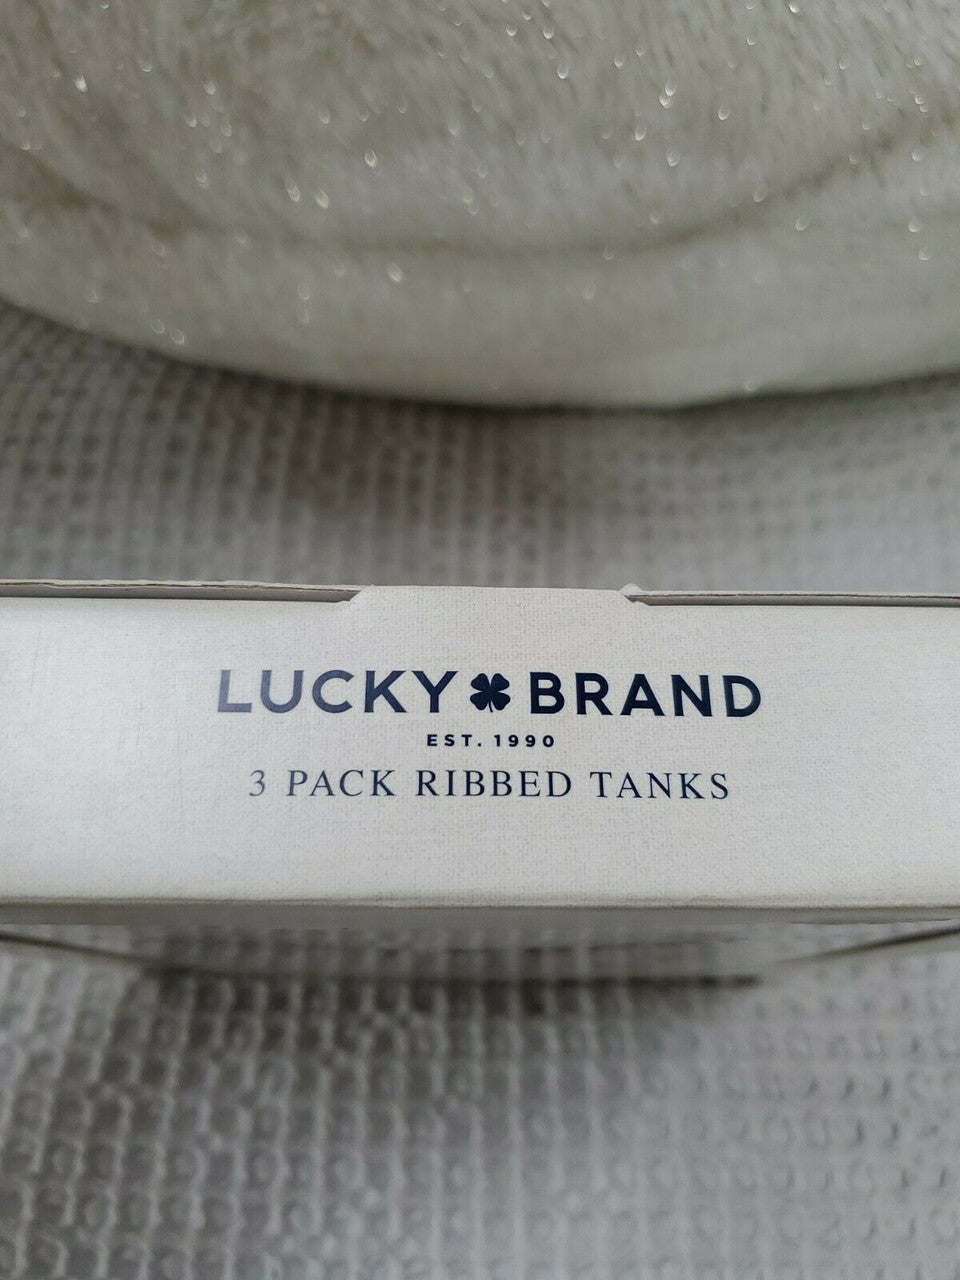 LUCKY BRAND
EST. 1990
3 PACK RIBBED TANKS